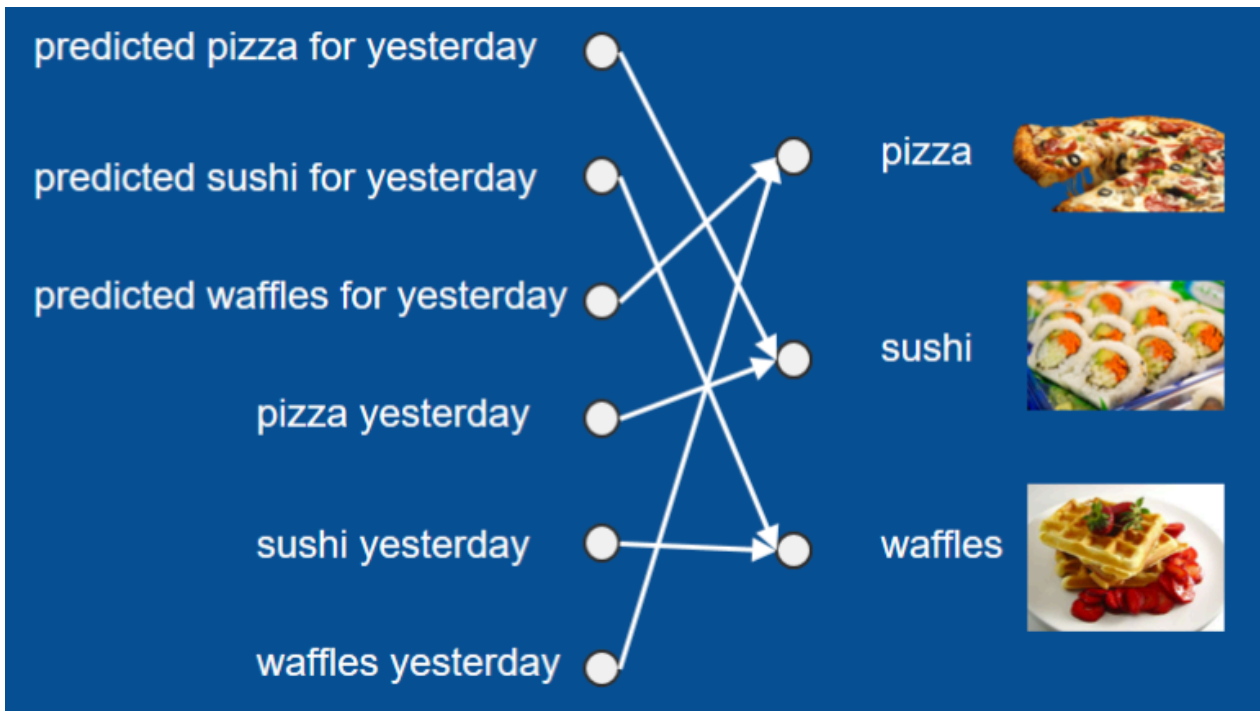 predicted pizza for yesterday
predicted sushi for yesterday
predicted waffles for yesterday
pizza yesterday
sushi yesterday
waffles yesterday
pizza
sushi
waffles